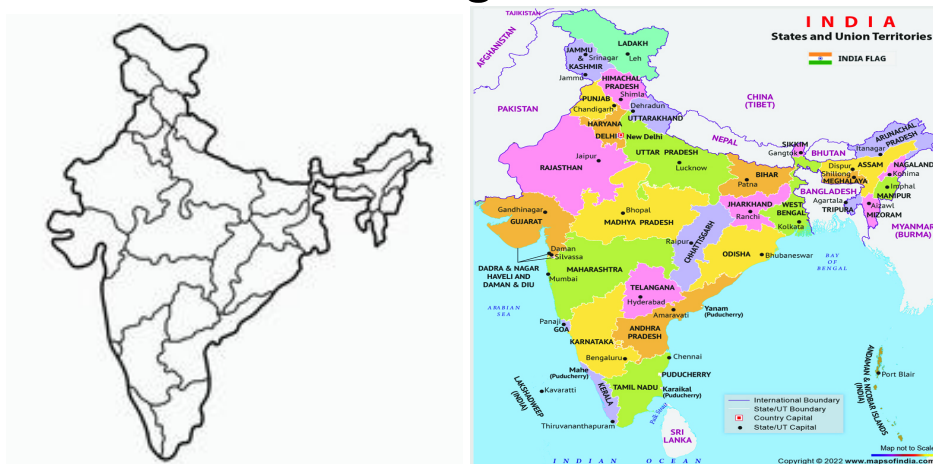 INDIA
States and Union Territories
INDIA FLAG
TAJIKISTAN
AFGHANISTAN
PAKISTAN
CHINA
(TIBET)
NEPAL
BHUTAN
BANGLADESH
MYANMAR
(BURMA)
SRI
LANKA
LADAKH
Leh
JAMMU
&
KASHMIR
Srinagar
Jammu
HIMACHAL
PRADESH
Shimla
PUNJAB
Chandigarh
Dehradun
UTTARAKHAND
HARYANA
DELHI
New Delhi
UTTAR PRADESH
Lucknow
Jaipur
RAJASTHAN
SIKKIM
Gangtok
ARUNACHAL
PRADESH
Itanagar
Dispur
ASSAM
Shillong
MEGHALAYA
NAGALAND
Kohima
Imphal
MANIPUR
Agartala
TRIPURA
Aizawl
MIZORAM
BIHAR
Patna
JHARKHAND
Ranchi
WEST
BENGAL
Kolkata
Gandhinagar
GUJARAT
Bhopal
MADHYA PRADESH
Raipur
CHHATTISGARH
ODISHA
Bhubaneswar
Daman
Silvassa
DADRA & NAGAR
HAVELI AND
DAMAN & DIU
MAHARASHTRA
Mumbai
TELANGANA
Hyderabad
Yanam
(Puducherry)
Amaravati
ANDHRA
PRADESH
Panaji
GOA
KARNATAKA
Bengaluru
Chennai
Mahe
(Puducherry)
PUDUCHERRY
Karaikal
(Puducherry)
TAMIL NADU
KERALA
Thiruvananthapuram
Kavaratti
LAKSHADWEEP
(INDIA)
ANDAMAN & NICOBAR ISLANDS
(INDIA)
Port Blair
ARABIAN
SEA
BAY
OF
BENGAL
Palk Strait
INDIAN OCEAN
International Boundary
State/UT Boundary
Country Capital
State/UT Capital
Map not to Scale
Copyright © 2022 www.mapsofindia.com